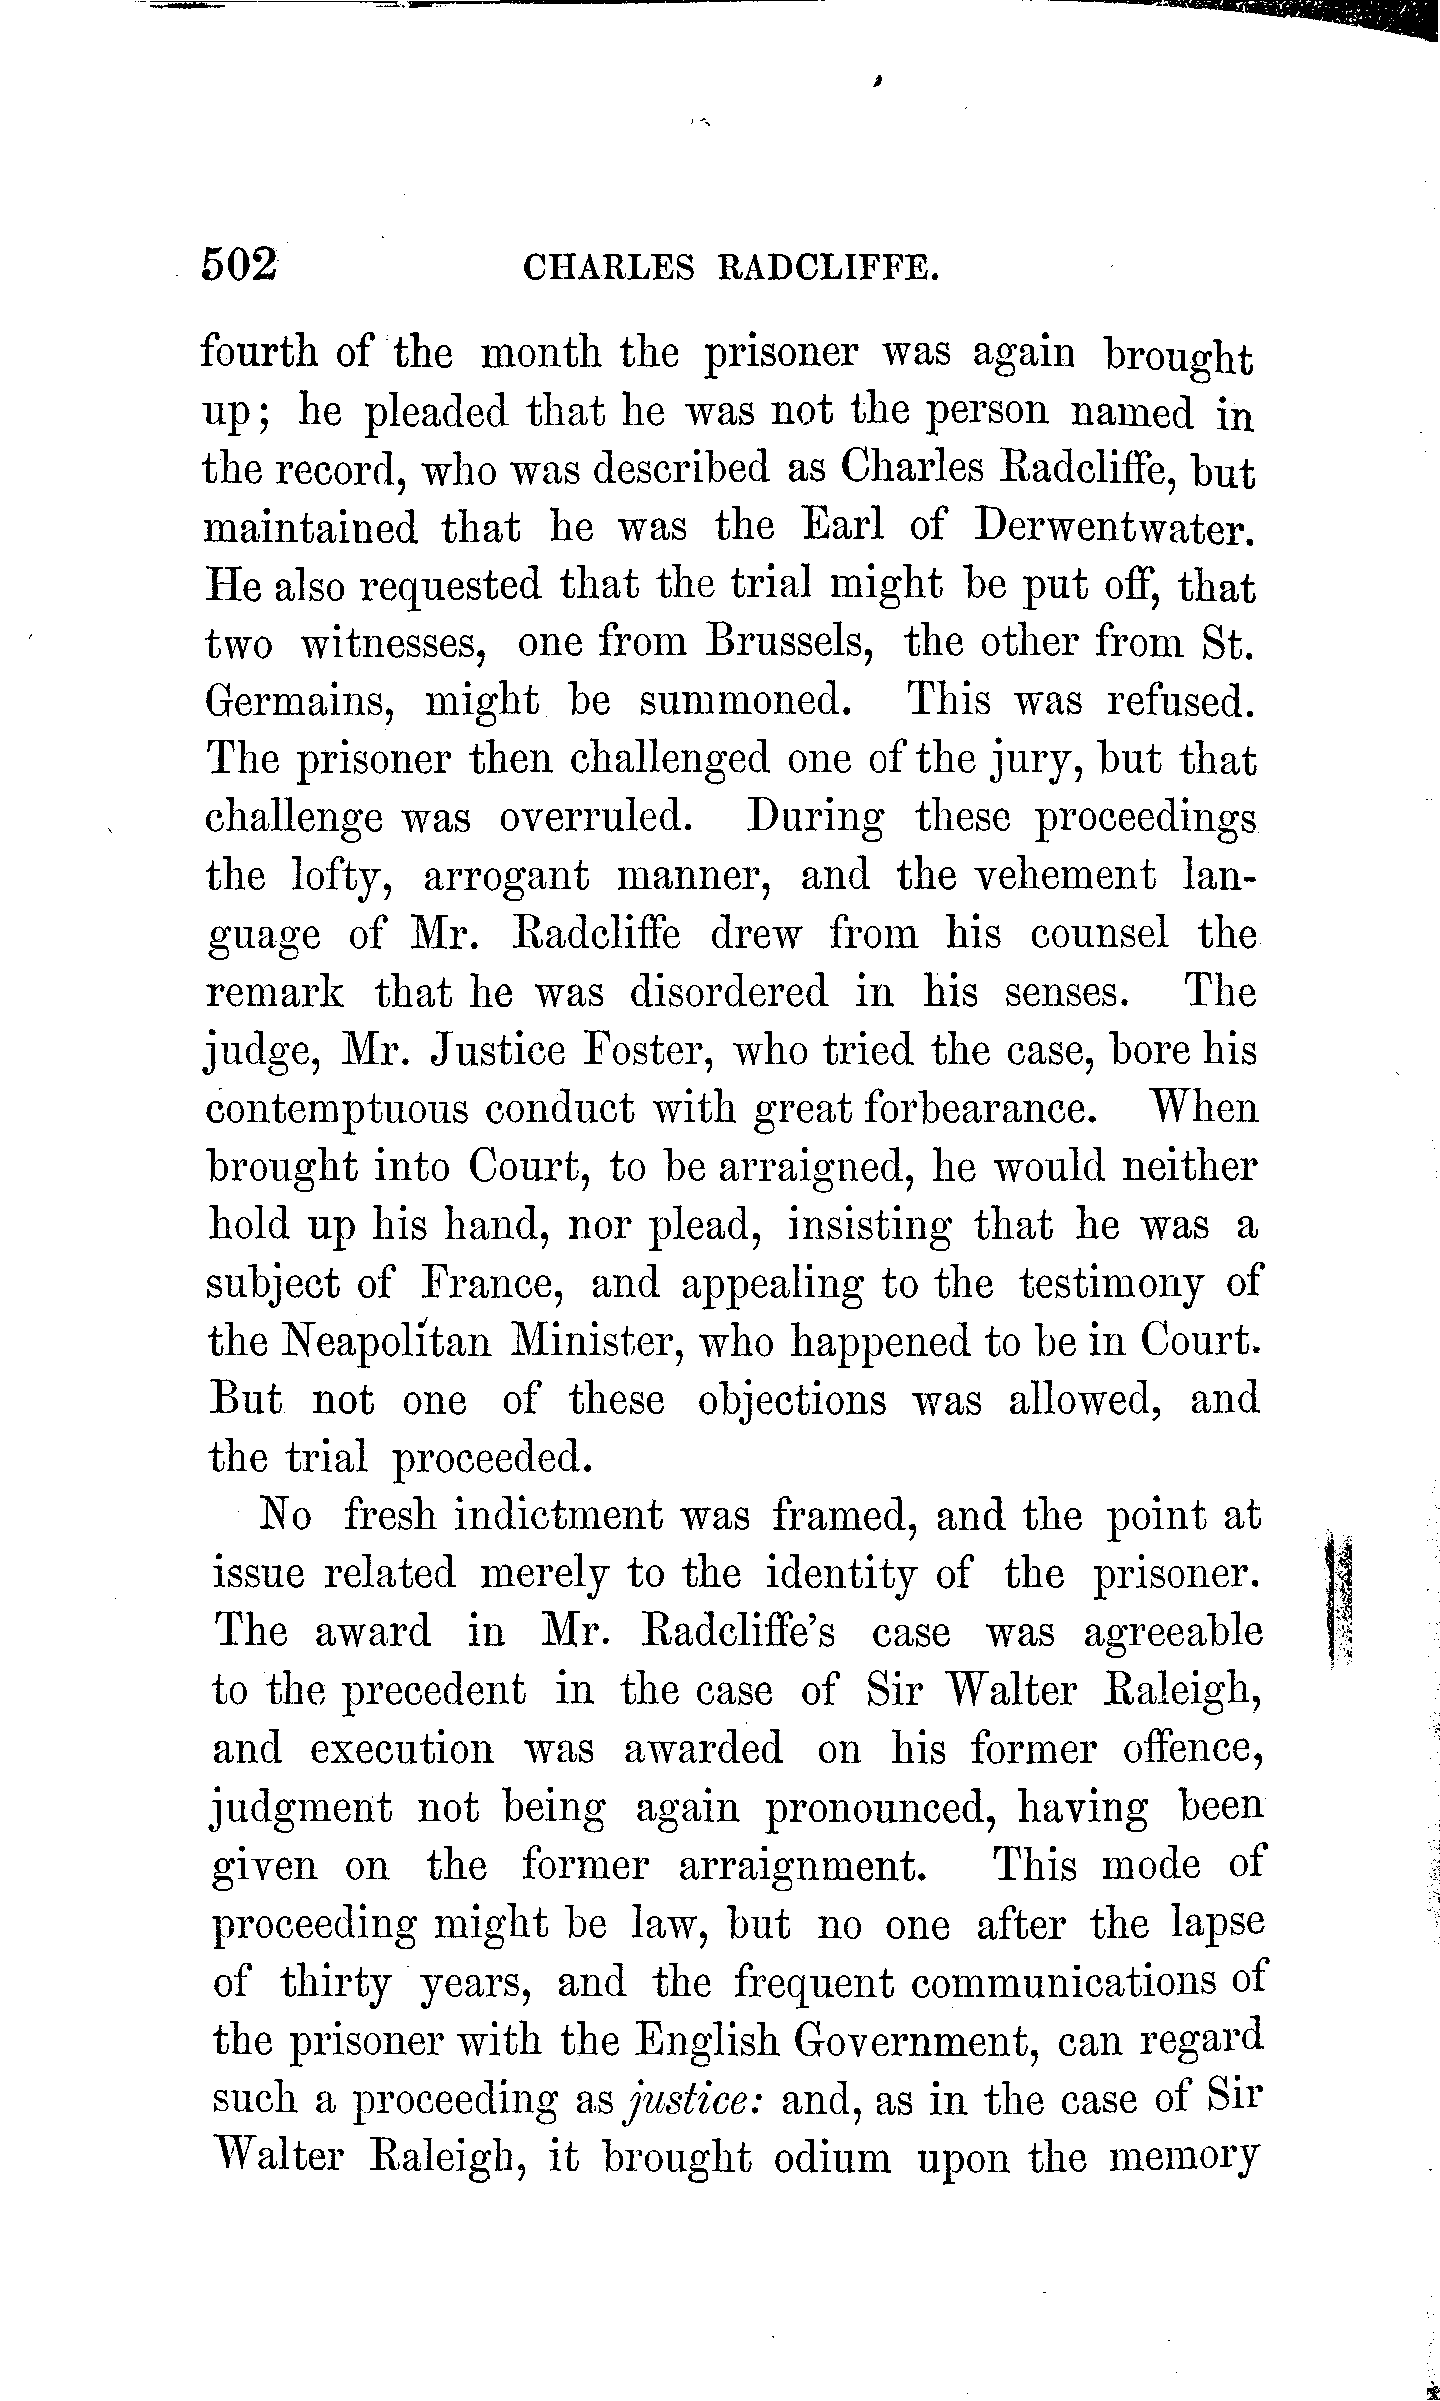 502 CHARLES RADCLIFFE.
fourth of the month the prisoner was again brought
up; he pleaded that he was not the person named in
the record, who was described as Charles Radcliffe, but
maintained that he was the Earl of Derwentwater.
He also requested that the trial might be put off, that
two witnesses, one from Brussels, the other from St.
Germains, might be summoned. This was refused.
The prisoner then challenged one of the jury, but that
challenge was overruled. During these proceedings
the lofty, arrogant manner, and the vehement lan-
guage of Mr. Radcliffe drew from his counsel the
remark that he was disordered in his senses. The
judge, Mr. Justice Foster, who tried the case, bore his
contemptuous conduct with great forbearance. When
brought into Court, to be arraigned, he would neither
hold up his hand, nor plead, insisting that he was a
subject of France, and appealing to the testimony of
the Neapolitan Minister, who happened to be in Court.
But not one of these objections was allowed, and
the trial proceeded.
No fresh indictment was framed, and the point at
issue related merely to the identity of the prisoner.
The award in Mr. Radcliffe's case was agreeable
to the precedent in the case of Sir Walter Raleigh,
and execution was awarded on his former offence,
judgment not being again pronounced, having been
given on the former arraignment. This mode of
proceeding might be law, but no one after the lapse
of thirty years, and the frequent communications of
the prisoner with the English Government, can regard
such a proceeding as justice: and, as in the case of Sir
Walter Raleigh, it brought odium upon the memory